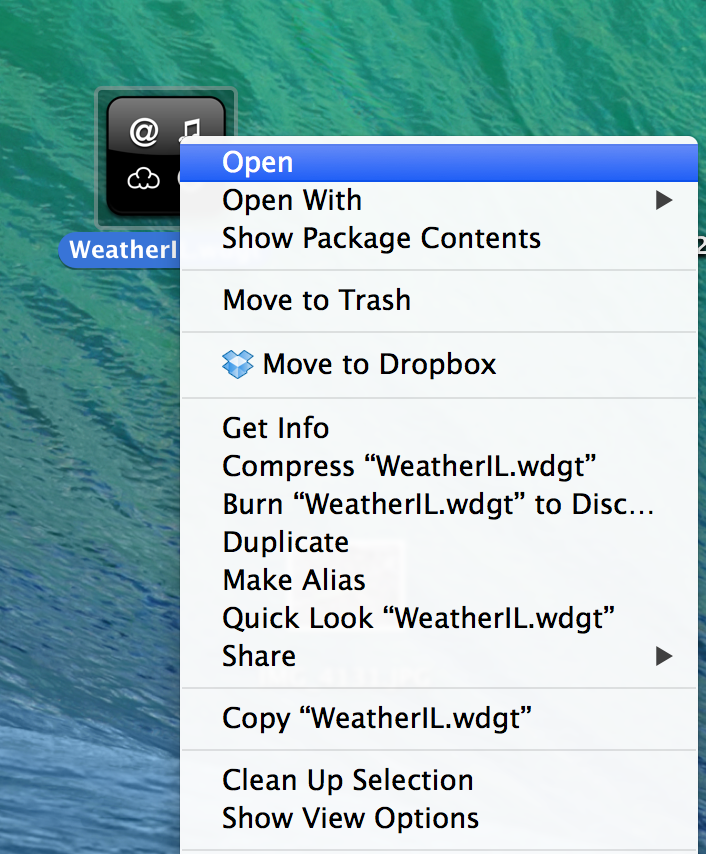 @
WeatherI
Open
Open With
Show Package Contents
2
Move to Trash
Move to Dropbox
Get Info
Compress “WeatherIL.wdgt”
Burn “WeatherIL.wdgt” to Disc…
Duplicate
Make Alias
Quick Look “WeatherIL.wdgt”
Share
Copy “WeatherIL.wdgt”
Clean Up Selection
Show View Options